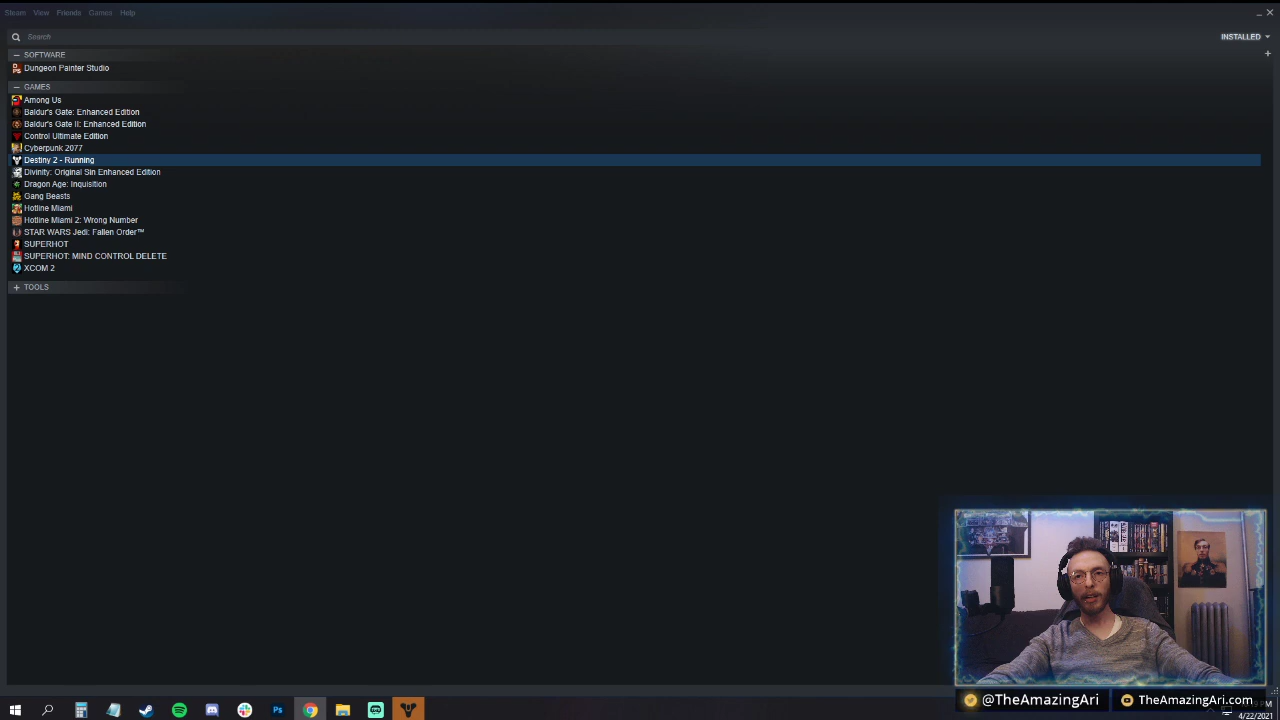 Steam View Friends Games Help
Search
INSTALLED
SOFTWARE
Dungeon Painter Studio
GAMES
Among Us
Baldur's Gate: Enhanced Edition
Baldur's Gate II: Enhanced Edition
Control Ultimate Edition
Cyberpunk 2077
Destiny 2 - Running
Divinity: Original Sin Enhanced Edition
Dragon Age: Inquisition
Gang Beasts
Hotline Miami
Hotline Miami 2: Wrong Number
STAR WARS Jedi: Fallen Order™
SUPERHOT
SUPERHOT: MIND CONTROL DELETE
XCOM 2
TOOLS
@TheAmazingAri
TheAmazingAri.com
Ps
4/22/2021